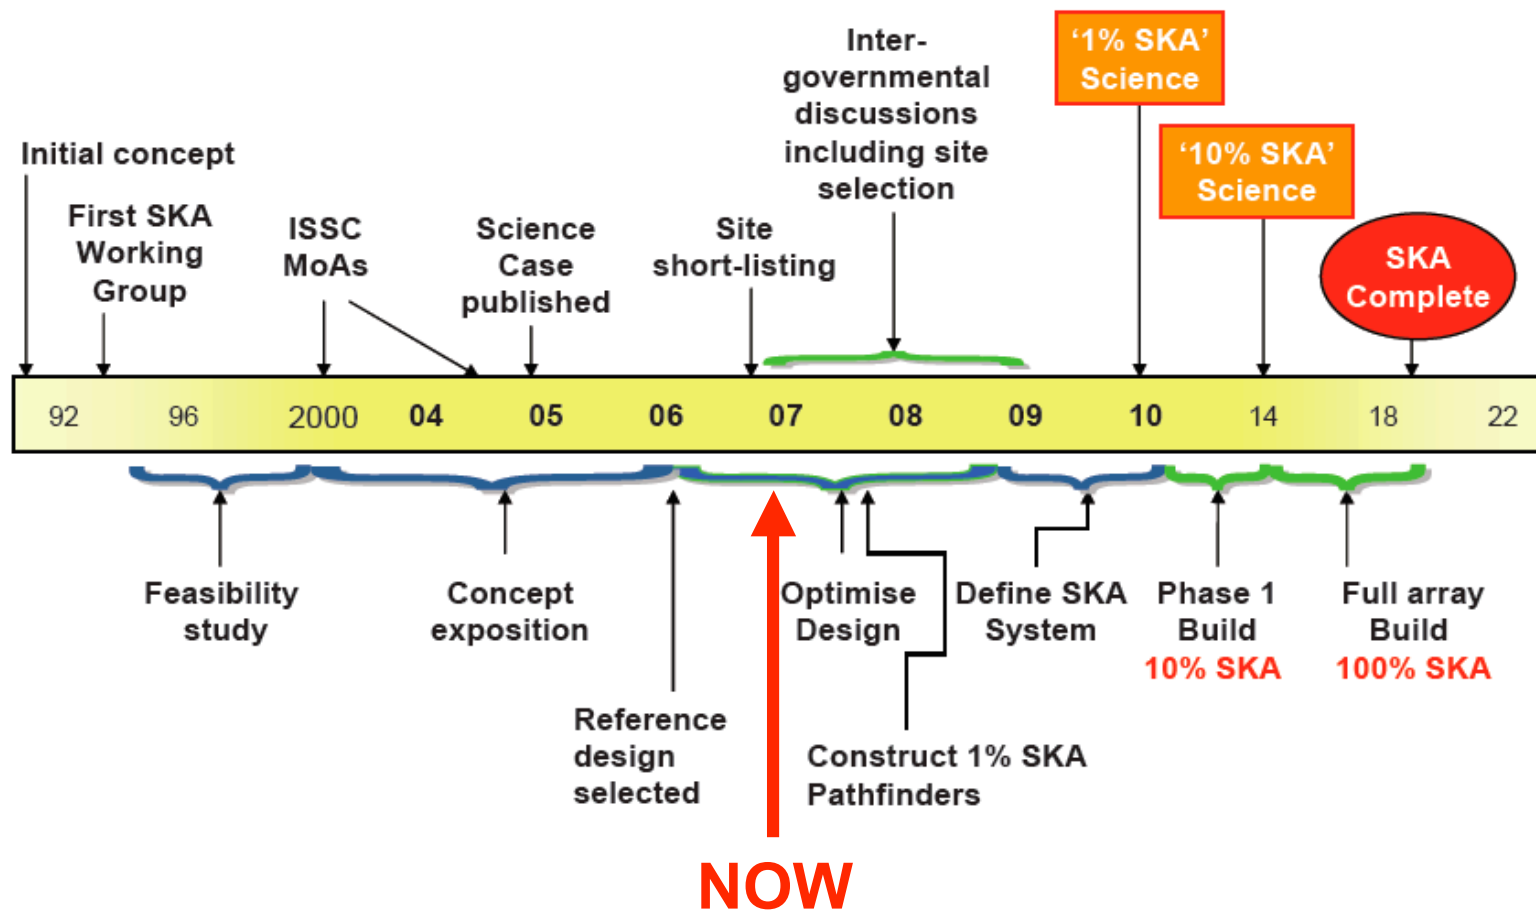 Inter-
governmental
discussions
including site
selection
‘1% SKA’
Science
‘10% SKA’
Science
Initial concept
First SKA
Working
Group
ISSC
MoAs
Science
Case
published
Site
short-listing
SKA
Complete
92 96 2000 04 05 06 07 08 09 10 14 18 22
Feasibility
study
Concept
exposition
Optimise
Design
Define SKA
System
Phase 1
Build
10% SKA
Full array
Build
100% SKA
Reference
design
selected
Construct 1% SKA
Pathfinders
NOW